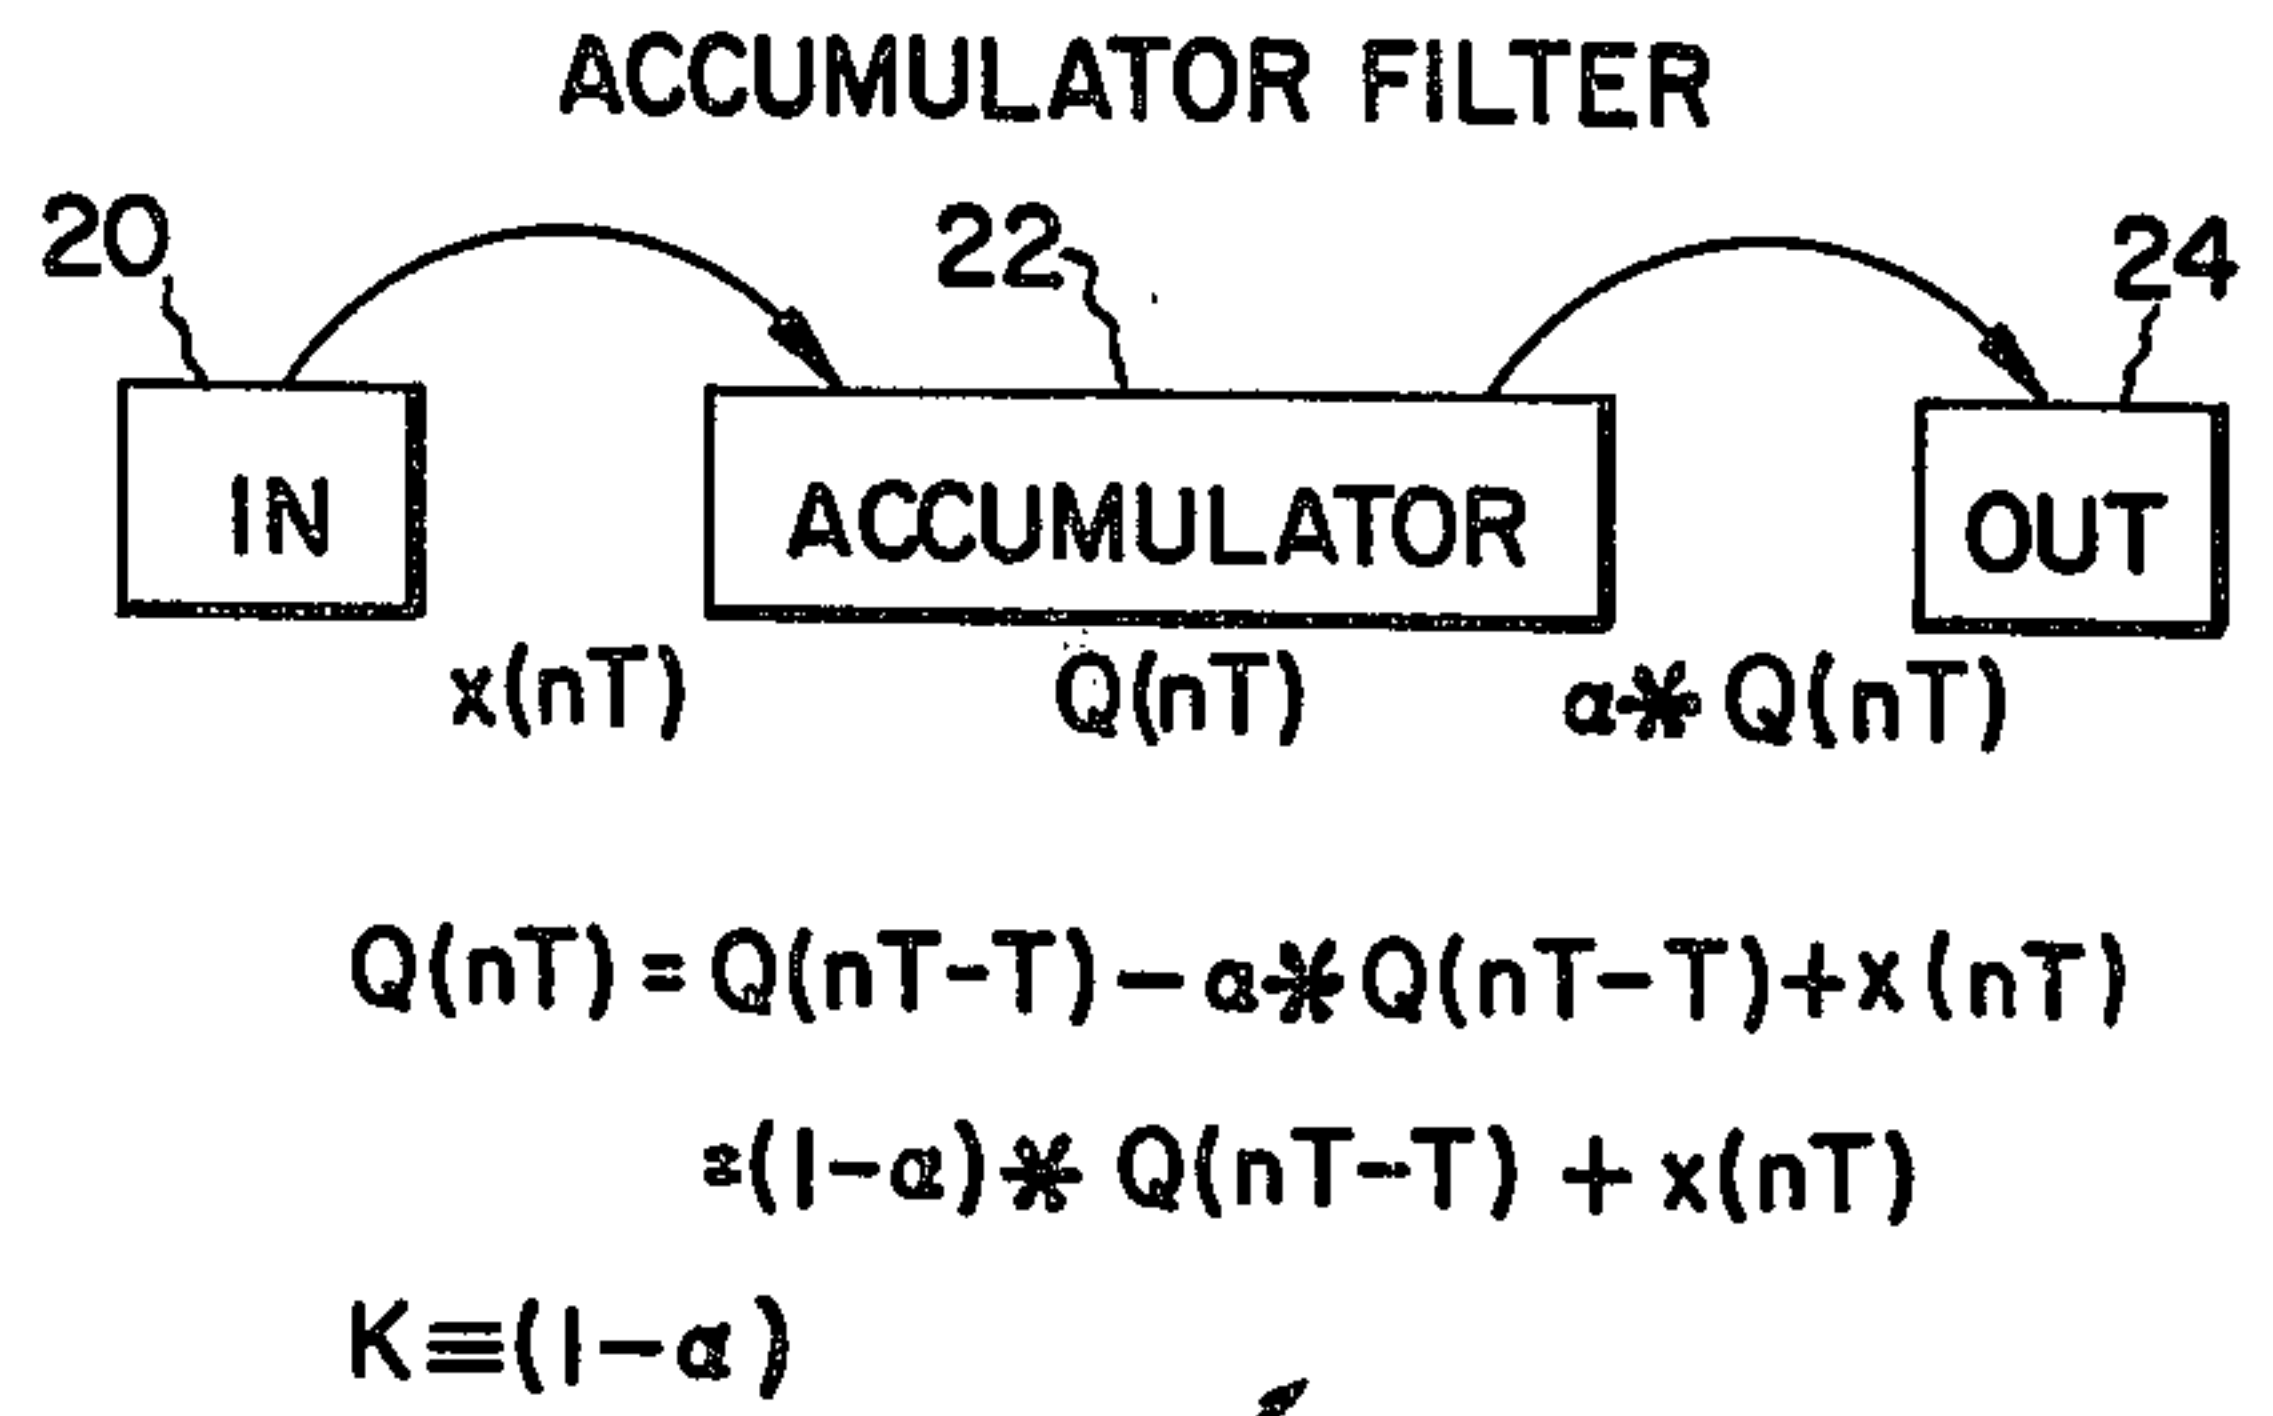 ACCUMULATOR FILTER
20 22 24
IN ACCUMULATOR OUT
x(nT) Q(nT) α*Q(nT)
Q(nT)=Q(nT-T)-α*Q(nT-T)+x(nT)
=(1-α)* Q(nT-T) + x(nT)
K≡(1-α)